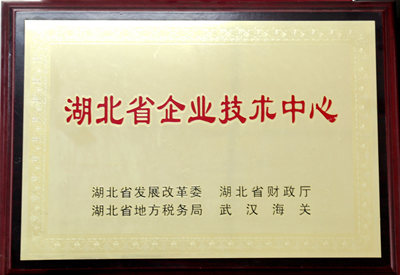 湖北省企业技术中心
湖北省发展改革委 湖北省财政厅
湖北省地方税务局 武汉海关